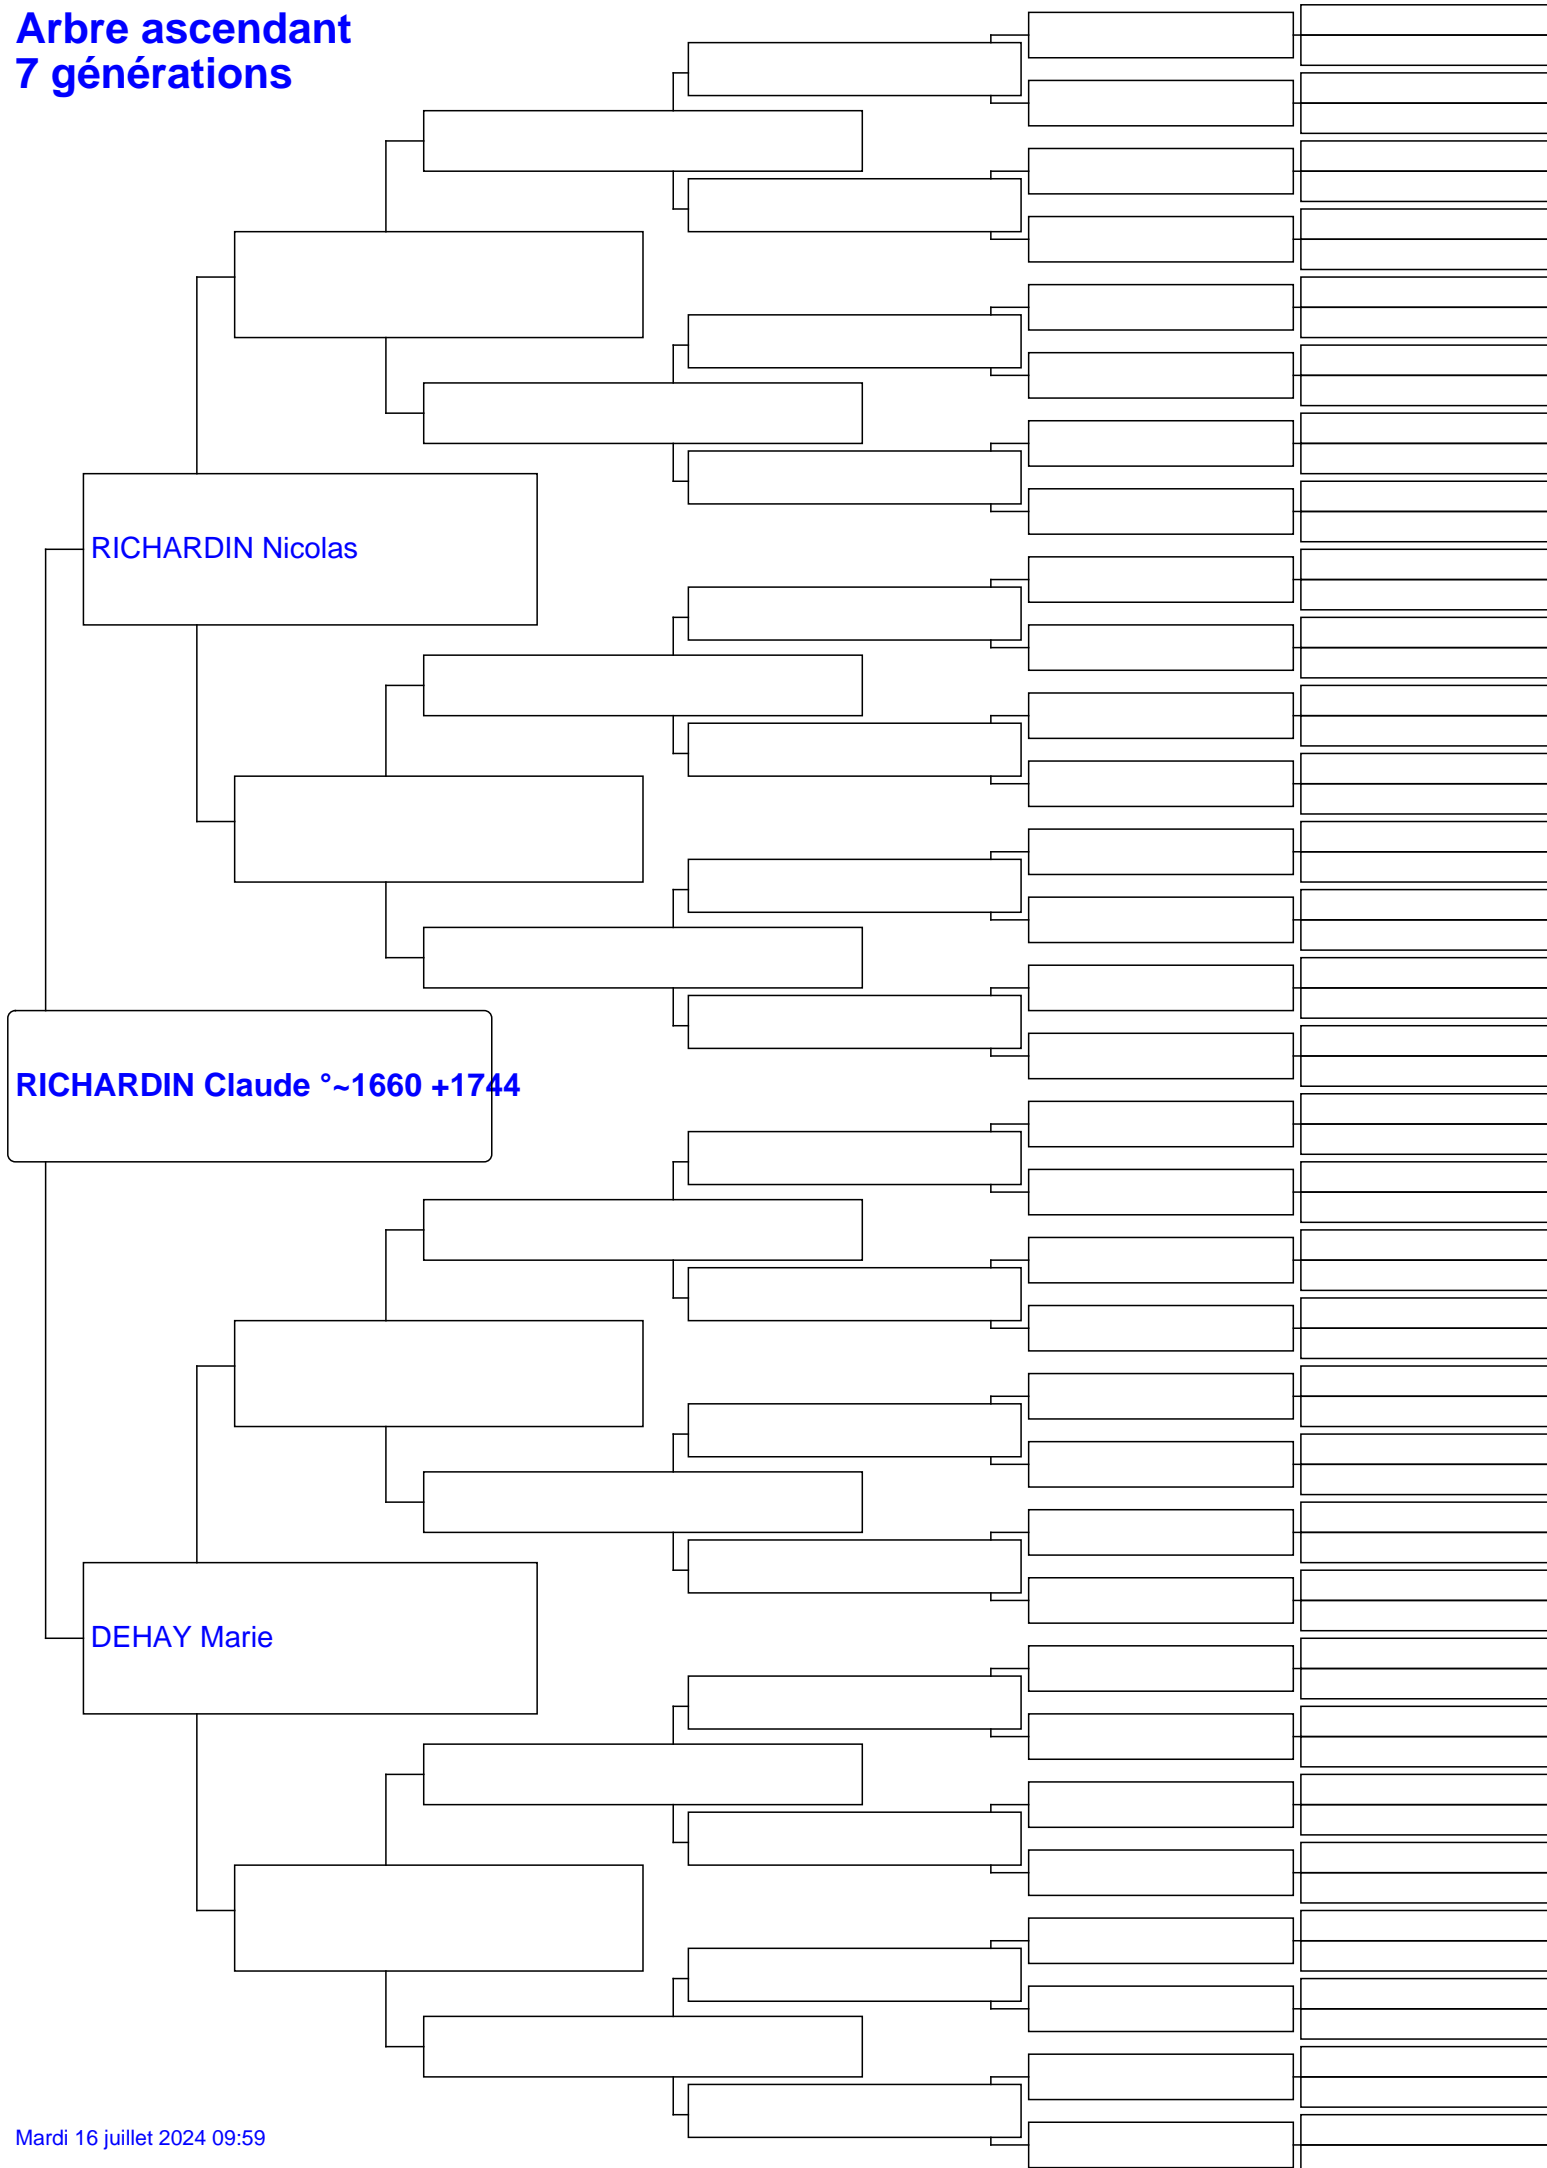 Arbre ascendant
7 générations
RICHARDIN Nicolas
RICHARDIN Claude °~1660 +1744
DEHAY Marie
Mardi 16 juillet 2024 09:59